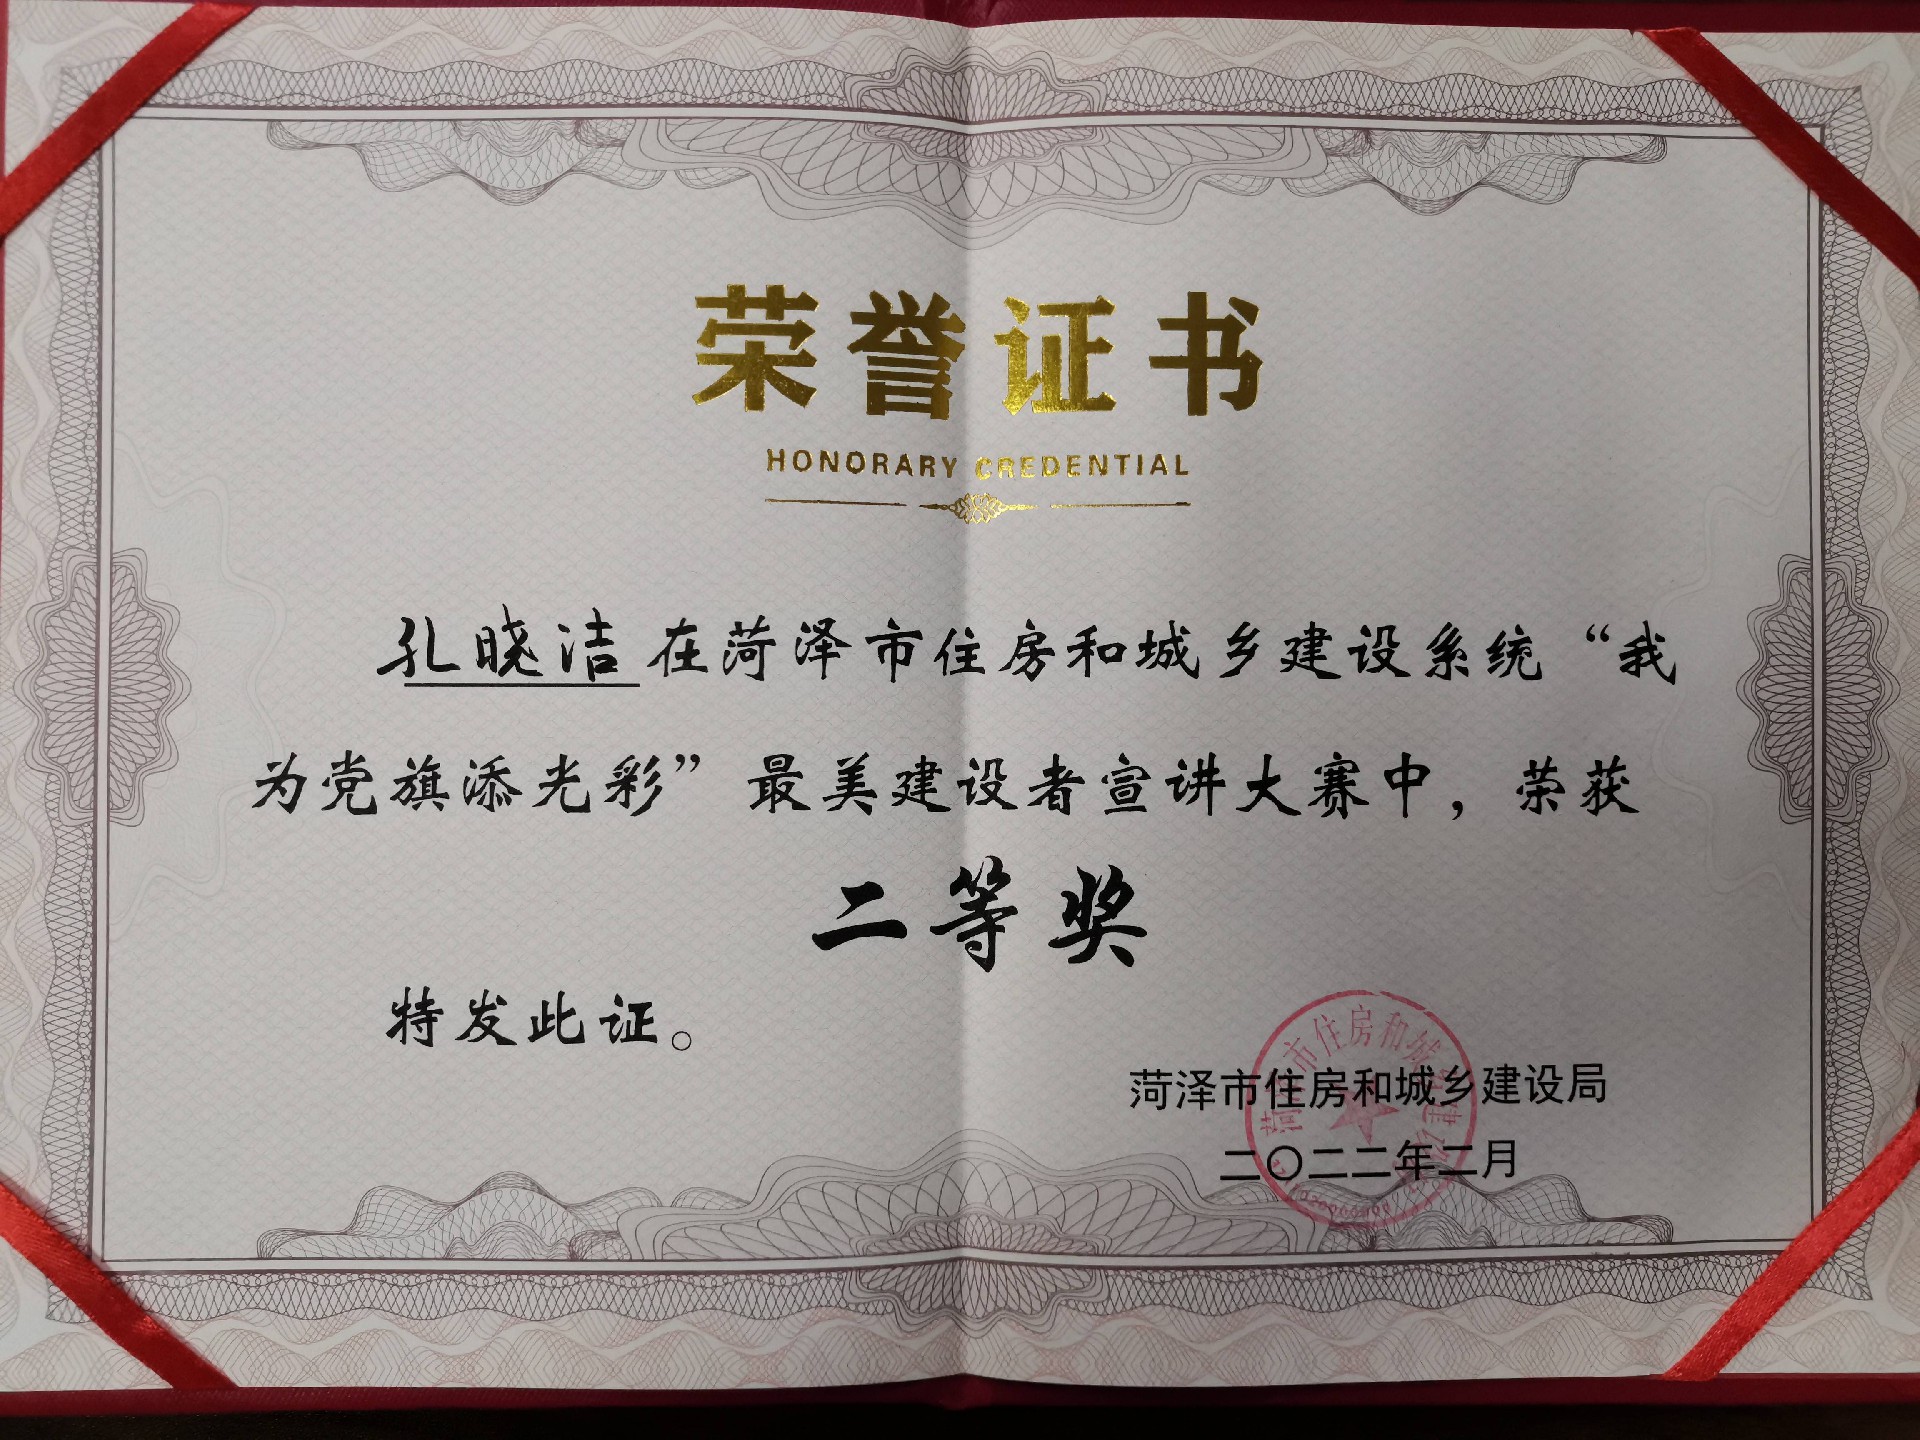 荣誉证书
HONORARY CREDENTIAL
孔晓洁在菏泽市住房和城乡建设系统“我
为党旗添光彩”最美建设者宣讲大赛中，荣获
二等奖
特发此证。
菏泽市住房和城乡建设局
二〇二二年二月